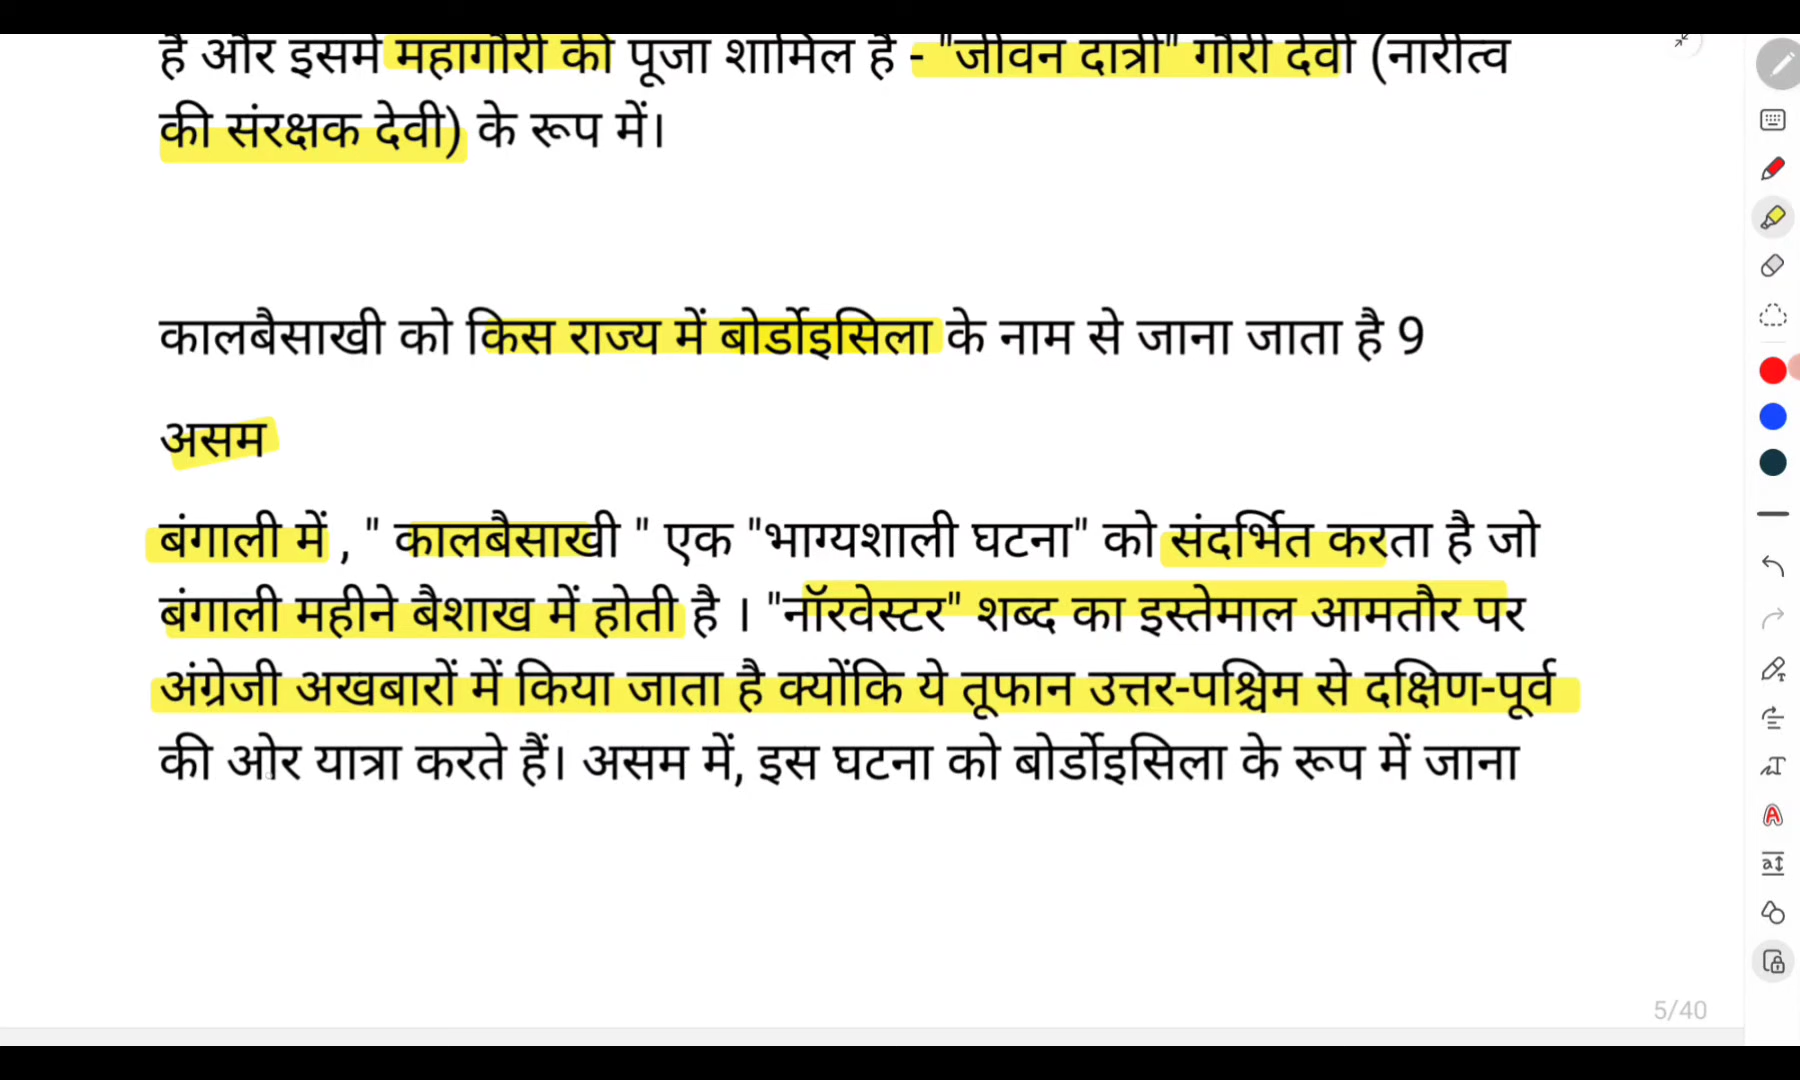 है और इसमें महागौरी की पूजा शामिल है - "जीवन दात्री" गौरी देवी (नारीत्व
की संरक्षक देवी) के रूप में।
कालबैसाखी को किस राज्य में बोर्डोइसिला के नाम से जाना जाता है 9
असम
बंगाली में , " कालबैसाखी " एक "भाग्यशाली घटना" को संदर्भित करता है जो
बंगाली महीने बैशाख में होती है । "नॉरवेस्टर" शब्द का इस्तेमाल आमतौर पर
अंग्रेजी अखबारों में किया जाता है क्योंकि ये तूफान उत्तर-पश्चिम से दक्षिण-पूर्व
की ओर यात्रा करते हैं। असम में, इस घटना को बोर्डोइसिला के रूप में जाना
5/40